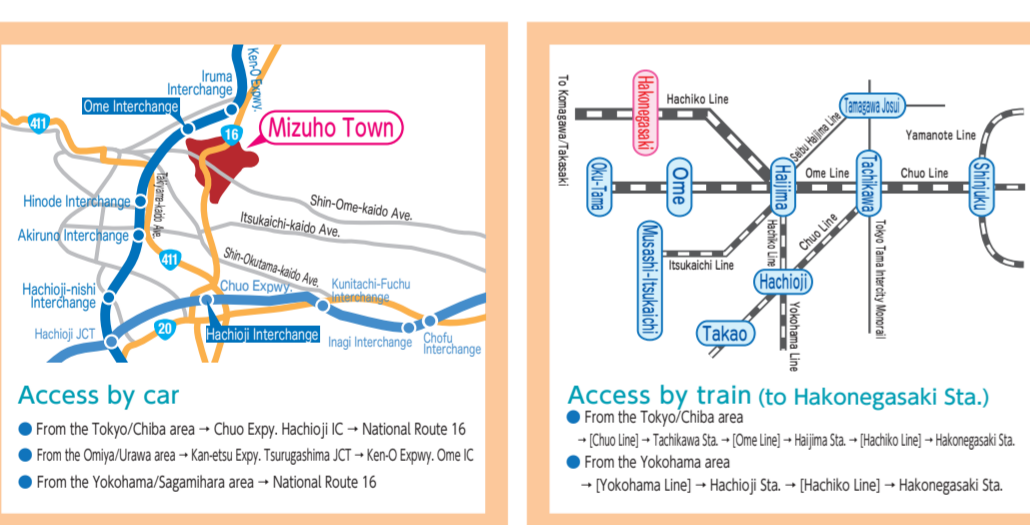 Ken-O Expwy.
Iruma
Interchange
Ome Interchange
411
16
Mizuho Town
Takiyama-kaido Ave.
Hinode Interchange
Shin-Ome-kaido Ave.
Itsukaichi-kaido Ave.
Akiruno Interchange
411
Shin-Okutama-kaido Ave.
Hachioji-nishi
Interchange
Chuo Expwy.
Kunitachi-Fuchu
Interchange
Hachioji JCT
20
Hachioji Interchange
Inagi Interchange
Chofu
Interchange
Access by car
● From the Tokyo/Chiba area → Chuo Expy. Hachioji IC → National Route 16
● From the Omiya/Urawa area → Kan-etsu Expy. Tsurugashima JCT → Ken-O Expwy. Ome IC
● From the Yokohama/Sagamihara area → National Route 16
To Komagawa/Takasaki
Hakonegasaki
Hachiko Line
Tamagawa Josui
Seibu Haijima Line
Yamanote Line
Oku-Tama
Ome
Haijima
Ome Line
Tachikawa
Chuo Line
Shinjuku
Musashi-Itsukaichi
Itsukaichi Line
Hachiko Line
Chuo Line
Tokyo Tama Intercity Monorail
Hachioji
Takao
Yokohama Line
Access by train (to Hakonegasaki Sta.)
● From the Tokyo/Chiba area
→ [Chuo Line] → Tachikawa Sta. → [Ome Line] → Haijima Sta. → [Hachiko Line] → Hakonegasaki Sta.
● From the Yokohama area
→ [Yokohama Line] → Hachioji Sta. → [Hachiko Line] → Hakonegasaki Sta.